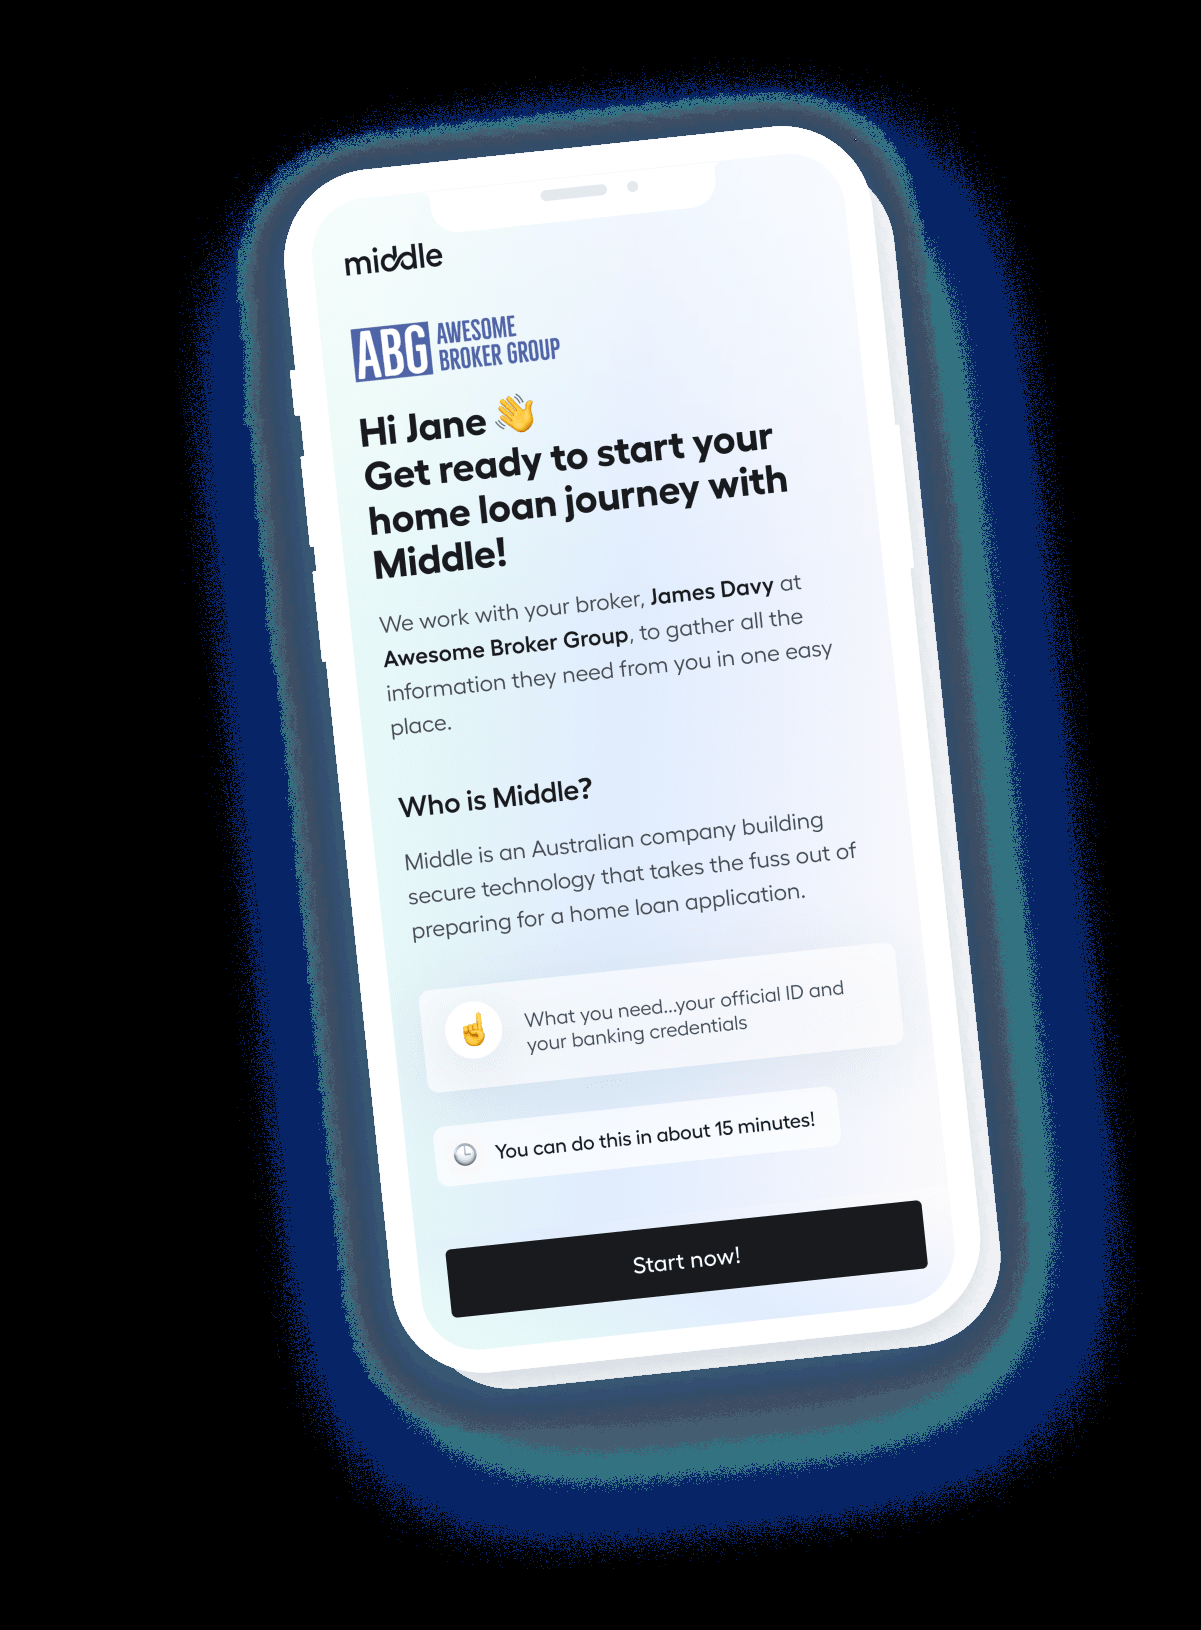 middle
ABG AWESOME
BROKER GROUP
Hi Jane 👋
Get ready to start your
home loan journey with
Middle!
We work with your broker, James Davy at
Awesome Broker Group, to gather all the
information they need from you in one easy
place.
Who is Middle?
Middle is an Australian company building
secure technology that takes the fuss out of
preparing for a home loan application.
What you need...your official ID and
your banking credentials
You can do this in about 15 minutes!
Start now!